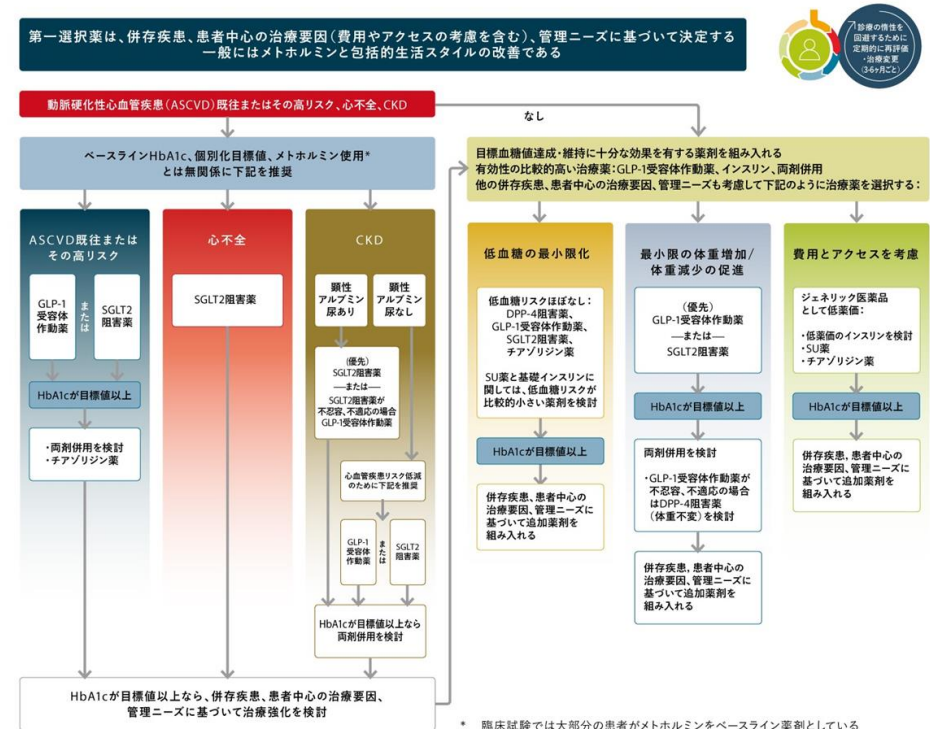 第一選択薬は、併存疾患、患者中心の治療要因(費用やアクセスの考慮を含む)、管理ニーズに基づいて決定する
一般にはメトホルミンと包括的生活スタイルの改善である
診療の惰性を
回避するために
定期的に再評価
・治療変更
(3-6ヶ月ごと)
動脈硬化性心血管疾患(ASCVD)既往またはその高リスク、心不全、CKD
なし
ベースラインHbA1c、個別化目標値、メトホルミン使用*
とは無関係に下記を推奨
目標血糖値達成・維持に十分な効果を有する薬剤を組み入れる
有効性の比較的高い治療薬:GLP-1受容体作動薬、インスリン、両剤併用
他の併存疾患、患者中心の治療要因、管理ニーズも考慮して下記のように治療薬を選択する:
ASCVD既往または
その高リスク
GLP-1
受容体
作動薬
または
SGLT2
阻害薬
HbA1cが目標値以上
・両剤併用を検討
・チアゾリジン薬
心不全
SGLT2阻害薬
CKD
顕性
アルブミン
尿あり
顕性
アルブミン
尿なし
(優先)
SGLT2阻害薬
―または―
SGLT2阻害薬が
不忍容、不適応の場合
GLP-1受容体作動薬
心血管疾患リスク低減
のために下記を推奨
GLP-1
受容体
作動薬
または
SGLT2
阻害薬
HbA1cが目標値以上なら
両剤併用を検討
HbA1cが目標値以上なら、併存疾患、患者中心の治療要因、
管理ニーズに基づいて治療強化を検討
低血糖の最小限化
低血糖リスクほぼなし:
DPP-4阻害薬、
GLP-1受容体作動薬、
SGLT2阻害薬、
チアゾリジン薬
SU薬と基礎インスリンに
関しては、低血糖リスクが
比較的小さい薬剤を検討
HbA1cが目標値以上
併存疾患、患者中心の
治療要因、管理ニーズに
基づいて追加薬剤を
組み入れる
最小限の体重増加/
体重減少の促進
(優先)
GLP-1受容体作動薬
―または―
SGLT2阻害薬
HbA1cが目標値以上
両剤併用を検討
・GLP-1受容体作動薬が
不忍容、不適応の場合
はDPP-4阻害薬
(体重不変)を検討
併存疾患,患者中心の
治療要因、管理ニーズに
基づいて追加薬剤を
組み入れる
費用とアクセスを考慮
ジェネリック医薬品
として低薬価:
・低薬価のインスリンを検討
・SU薬
・チアゾリジン薬
HbA1cが目標値以上
併存疾患,患者中心の
治療要因、管理ニーズに
基づいて追加薬剤を
組み入れる
* 臨床試験では大部分の患者がメトホルミンをベースライン薬剤としている